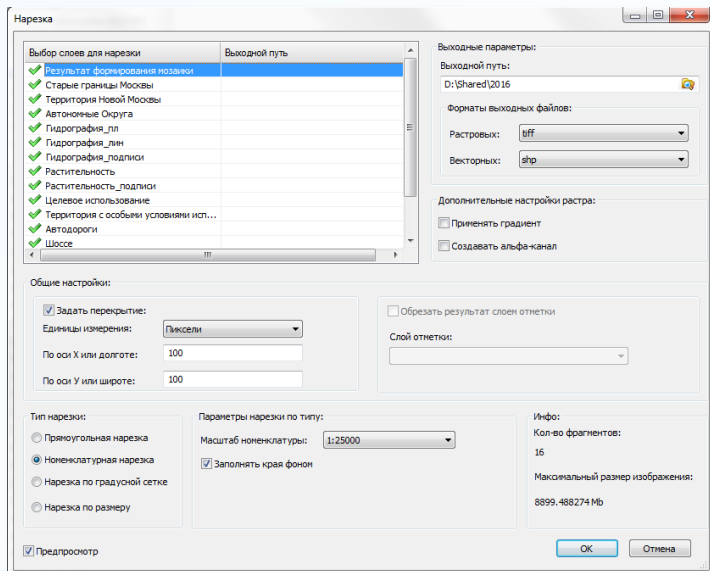 Нарезка
Выбор слоев для нарезки Выходной путь
Результат формирования мозаики
Старые границы Москвы
Территория Новой Москвы
Автономные Округа
Гидрография_пл
Гидрография_лин
Гидрография_подписи
Растительность
Растительность_подписи
Целевое использование
Территория с особыми условиями исп...
Автодороги
Шоссе
Выходные параметры:
Выходной путь:
D:\Shared\2016
Форматы выходных файлов:
Растровых: tiff
Векторных: shp
Дополнительные настройки растра:
Применять градиент
Создавать альфа-канал
Общие настройки:
Задать перекрытие:
Единицы измерения: Пиксели
По оси X или долготе: 100
По оси У или широте: 100
Обрезать результат слоем отметки
Слой отметки:
Тип нарезки:
Прямоугольная нарезка
Номенклатурная нарезка
Нарезка по градусной сетке
Нарезка по размеру
Параметры нарезки по типу:
Масштаб номенклатуры: 1:25000
Заполнять края фоном
Инфо:
Кол-во фрагментов:
16
Максимальный размер изображения:
8899.488274 Mb
Предпросмотр
OK Отмена